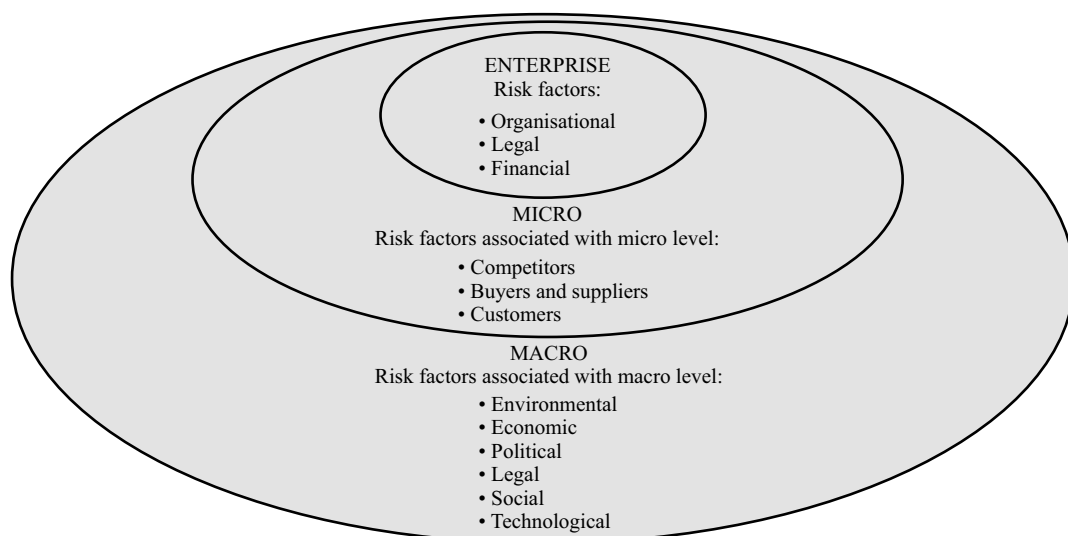 ENTERPRISE
Risk factors:
• Organisational
• Legal
• Financial
MICRO
Risk factors associated with micro level:
• Competitors
• Buyers and suppliers
• Customers
MACRO
Risk factors associated with macro level:
• Environmental
• Economic
• Political
• Legal
• Social
• Technological